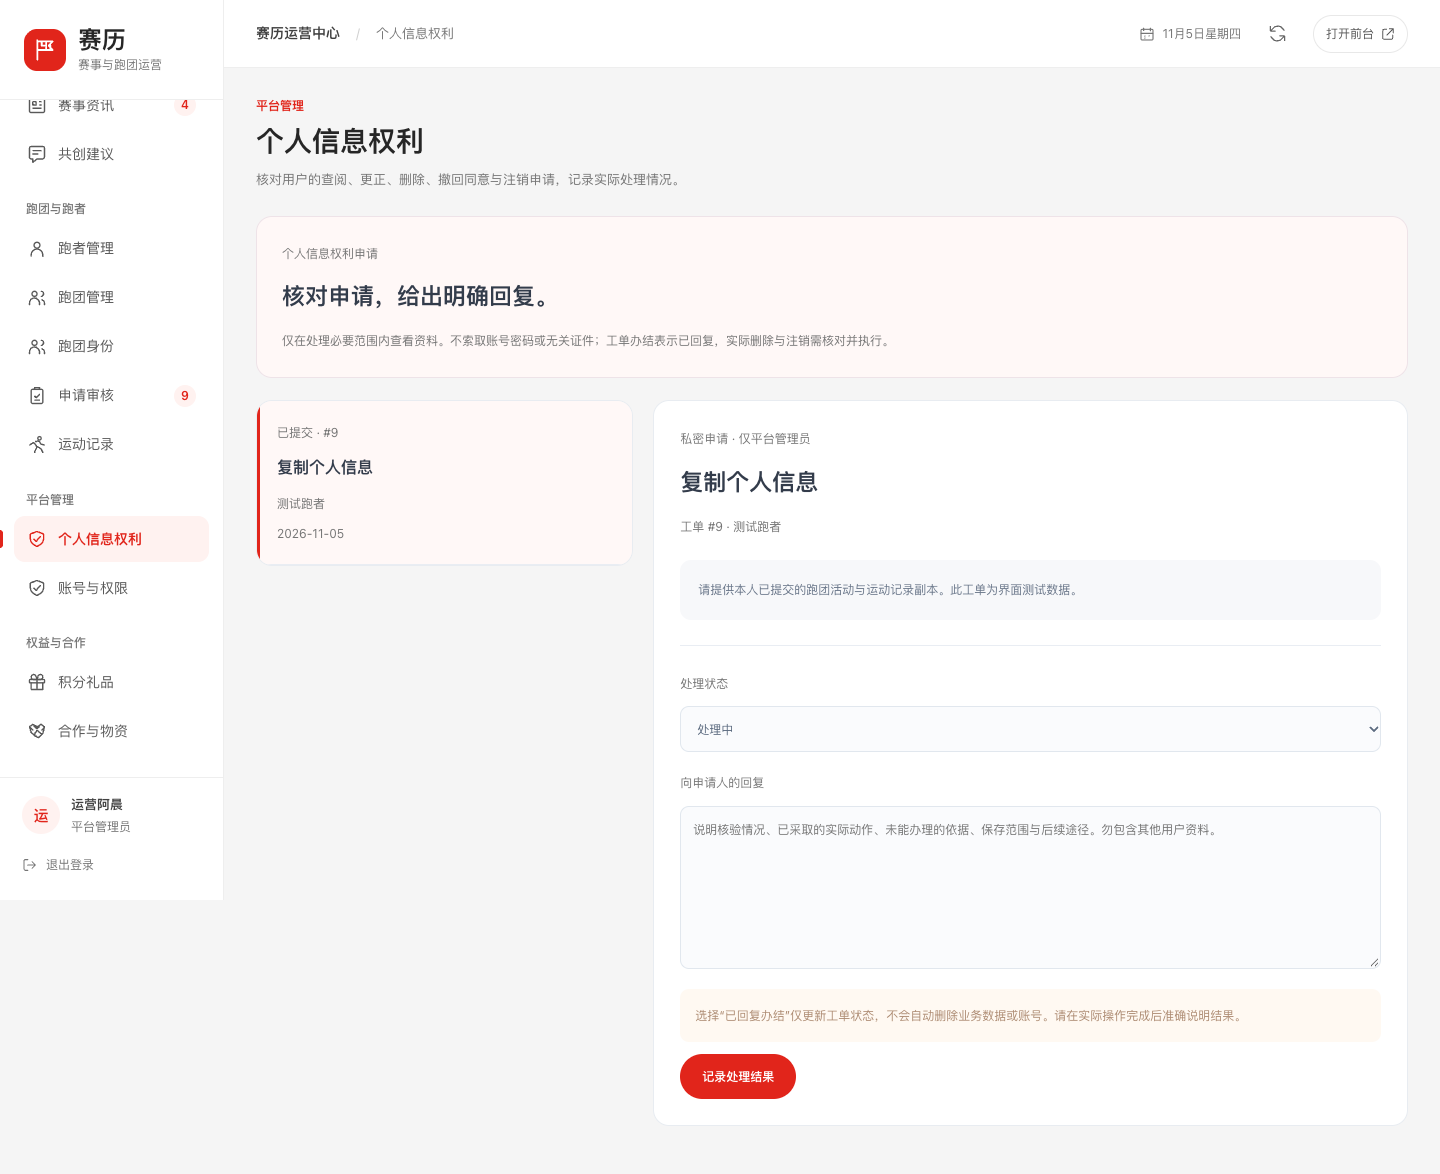 赛历
赛事与跑团运营
赛事资讯
4
共创建议
跑团与跑者
跑者管理
跑团管理
跑团身份
申请审核
9
运动记录
平台管理
个人信息权利
账号与权限
权益与合作
积分礼品
合作与物资
运
运营阿晨
平台管理员
退出登录
赛历运营中心 / 个人信息权利
11月5日星期四
打开前台
平台管理
个人信息权利
核对用户的查阅、更正、删除、撤回同意与注销申请，记录实际处理情况。
个人信息权利申请
核对申请，给出明确回复。
仅在处理必要范围内查看资料。不索取账号密码或无关证件；工单办结表示已回复，实际删除与注销需核对并执行。
已提交 · #9
复制个人信息
测试跑者
2026-11-05
私密申请 · 仅平台管理员
复制个人信息
工单 #9 · 测试跑者
请提供本人已提交的跑团活动与运动记录副本。此工单为界面测试数据。
处理状态
处理中
向申请人的回复
说明核验情况、已采取的实际动作、未能办理的依据、保存范围与后续途径。勿包含其他用户资料。
选择“已回复办结”仅更新工单状态，不会自动删除业务数据或账号。请在实际操作完成后准确说明结果。
记录处理结果